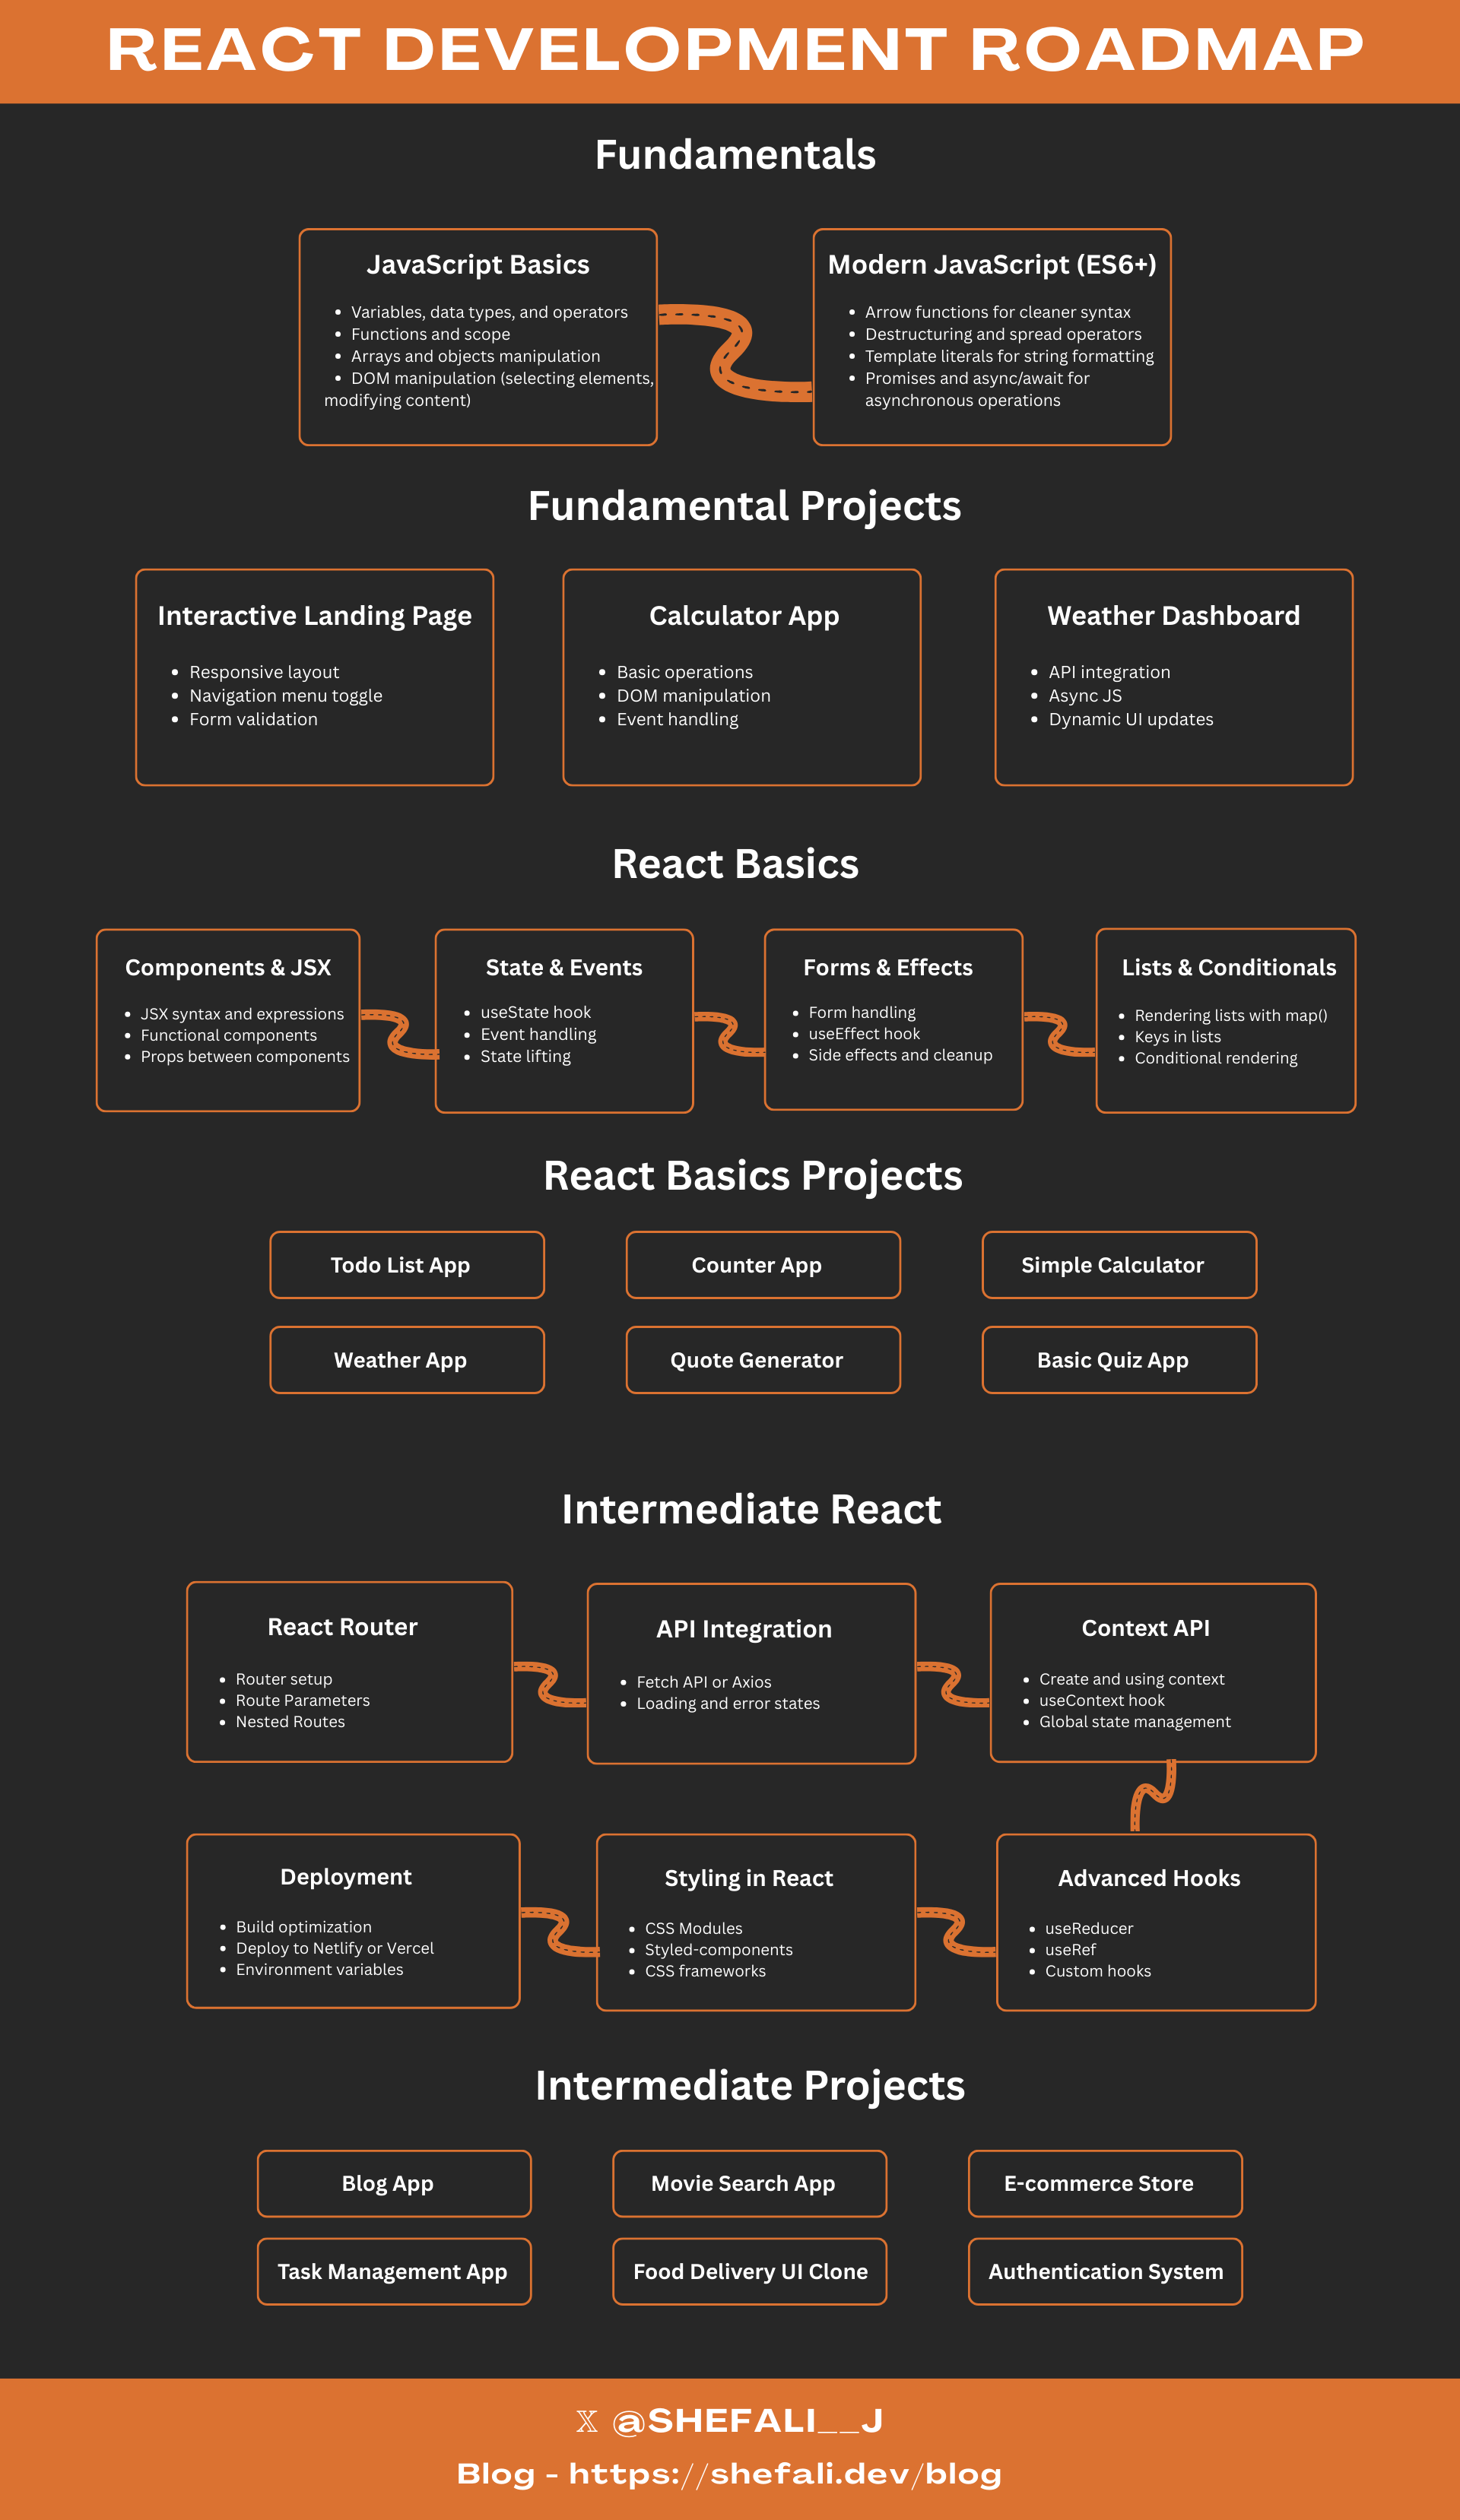 REACT DEVELOPMENT ROADMAP
Fundamentals
JavaScript Basics
• Variables, data types, and operators
• Functions and scope
• Arrays and objects manipulation
• DOM manipulation (selecting elements,
modifying content)
Modern JavaScript (ES6+)
• Arrow functions for cleaner syntax
• Destructuring and spread operators
• Template literals for string formatting
• Promises and async/await for
asynchronous operations
Fundamental Projects
Interactive Landing Page
• Responsive layout
• Navigation menu toggle
• Form validation
Calculator App
• Basic operations
• DOM manipulation
• Event handling
Weather Dashboard
• API integration
• Async JS
• Dynamic UI updates
React Basics
Components & JSX
• JSX syntax and expressions
• Functional components
• Props between components
State & Events
• useState hook
• Event handling
• State lifting
Forms & Effects
• Form handling
• useEffect hook
• Side effects and cleanup
Lists & Conditionals
• Rendering lists with map()
• Keys in lists
• Conditional rendering
React Basics Projects
Todo List App
Counter App
Simple Calculator
Weather App
Quote Generator
Basic Quiz App
Intermediate React
React Router
• Router setup
• Route Parameters
• Nested Routes
API Integration
• Fetch API or Axios
• Loading and error states
Context API
• Create and using context
• useContext hook
• Global state management
Deployment
• Build optimization
• Deploy to Netlify or Vercel
• Environment variables
Styling in React
• CSS Modules
• Styled-components
• CSS frameworks
Advanced Hooks
• useReducer
• useRef
• Custom hooks
Intermediate Projects
Blog App
Movie Search App
E-commerce Store
Task Management App
Food Delivery UI Clone
Authentication System
𝕏 @SHEFALI__J
Blog - https://shefali.dev/blog